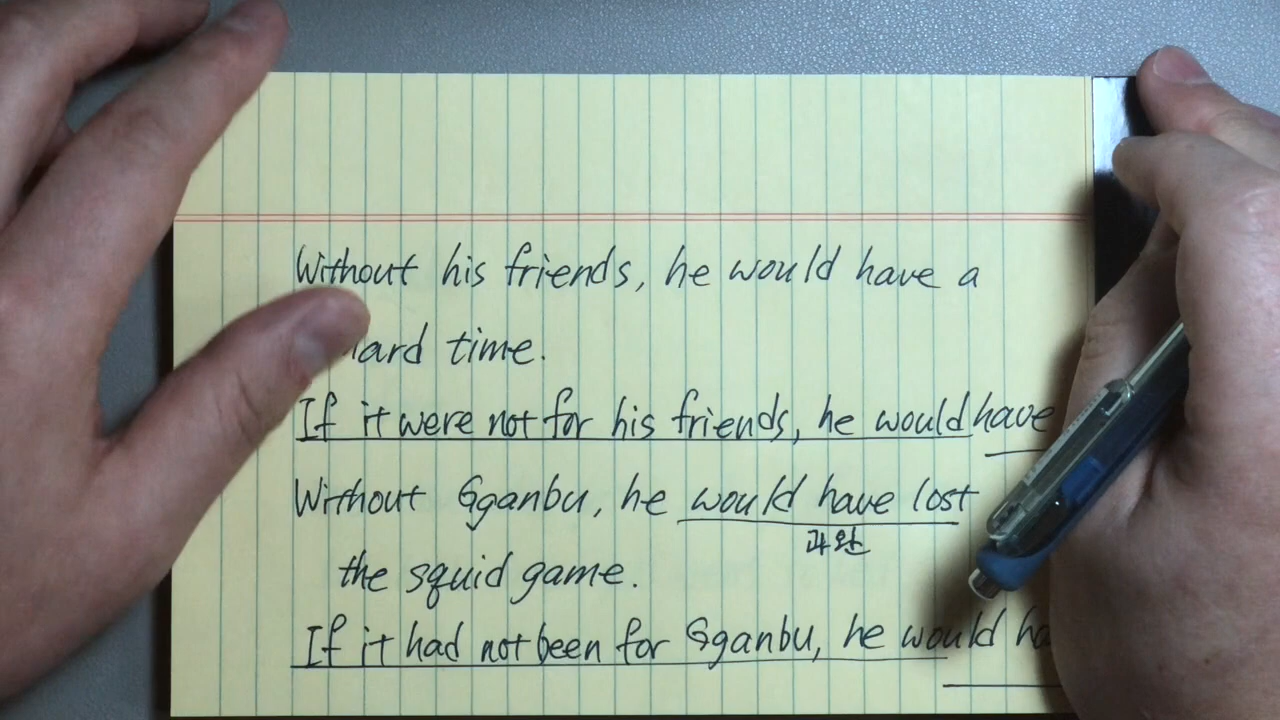 Without his friends, he would have a
time.
If it were not for his friends, he would have
Without Gganbu, he would have lost
과완
the squid game.
If it had not been for Gganbu, he would